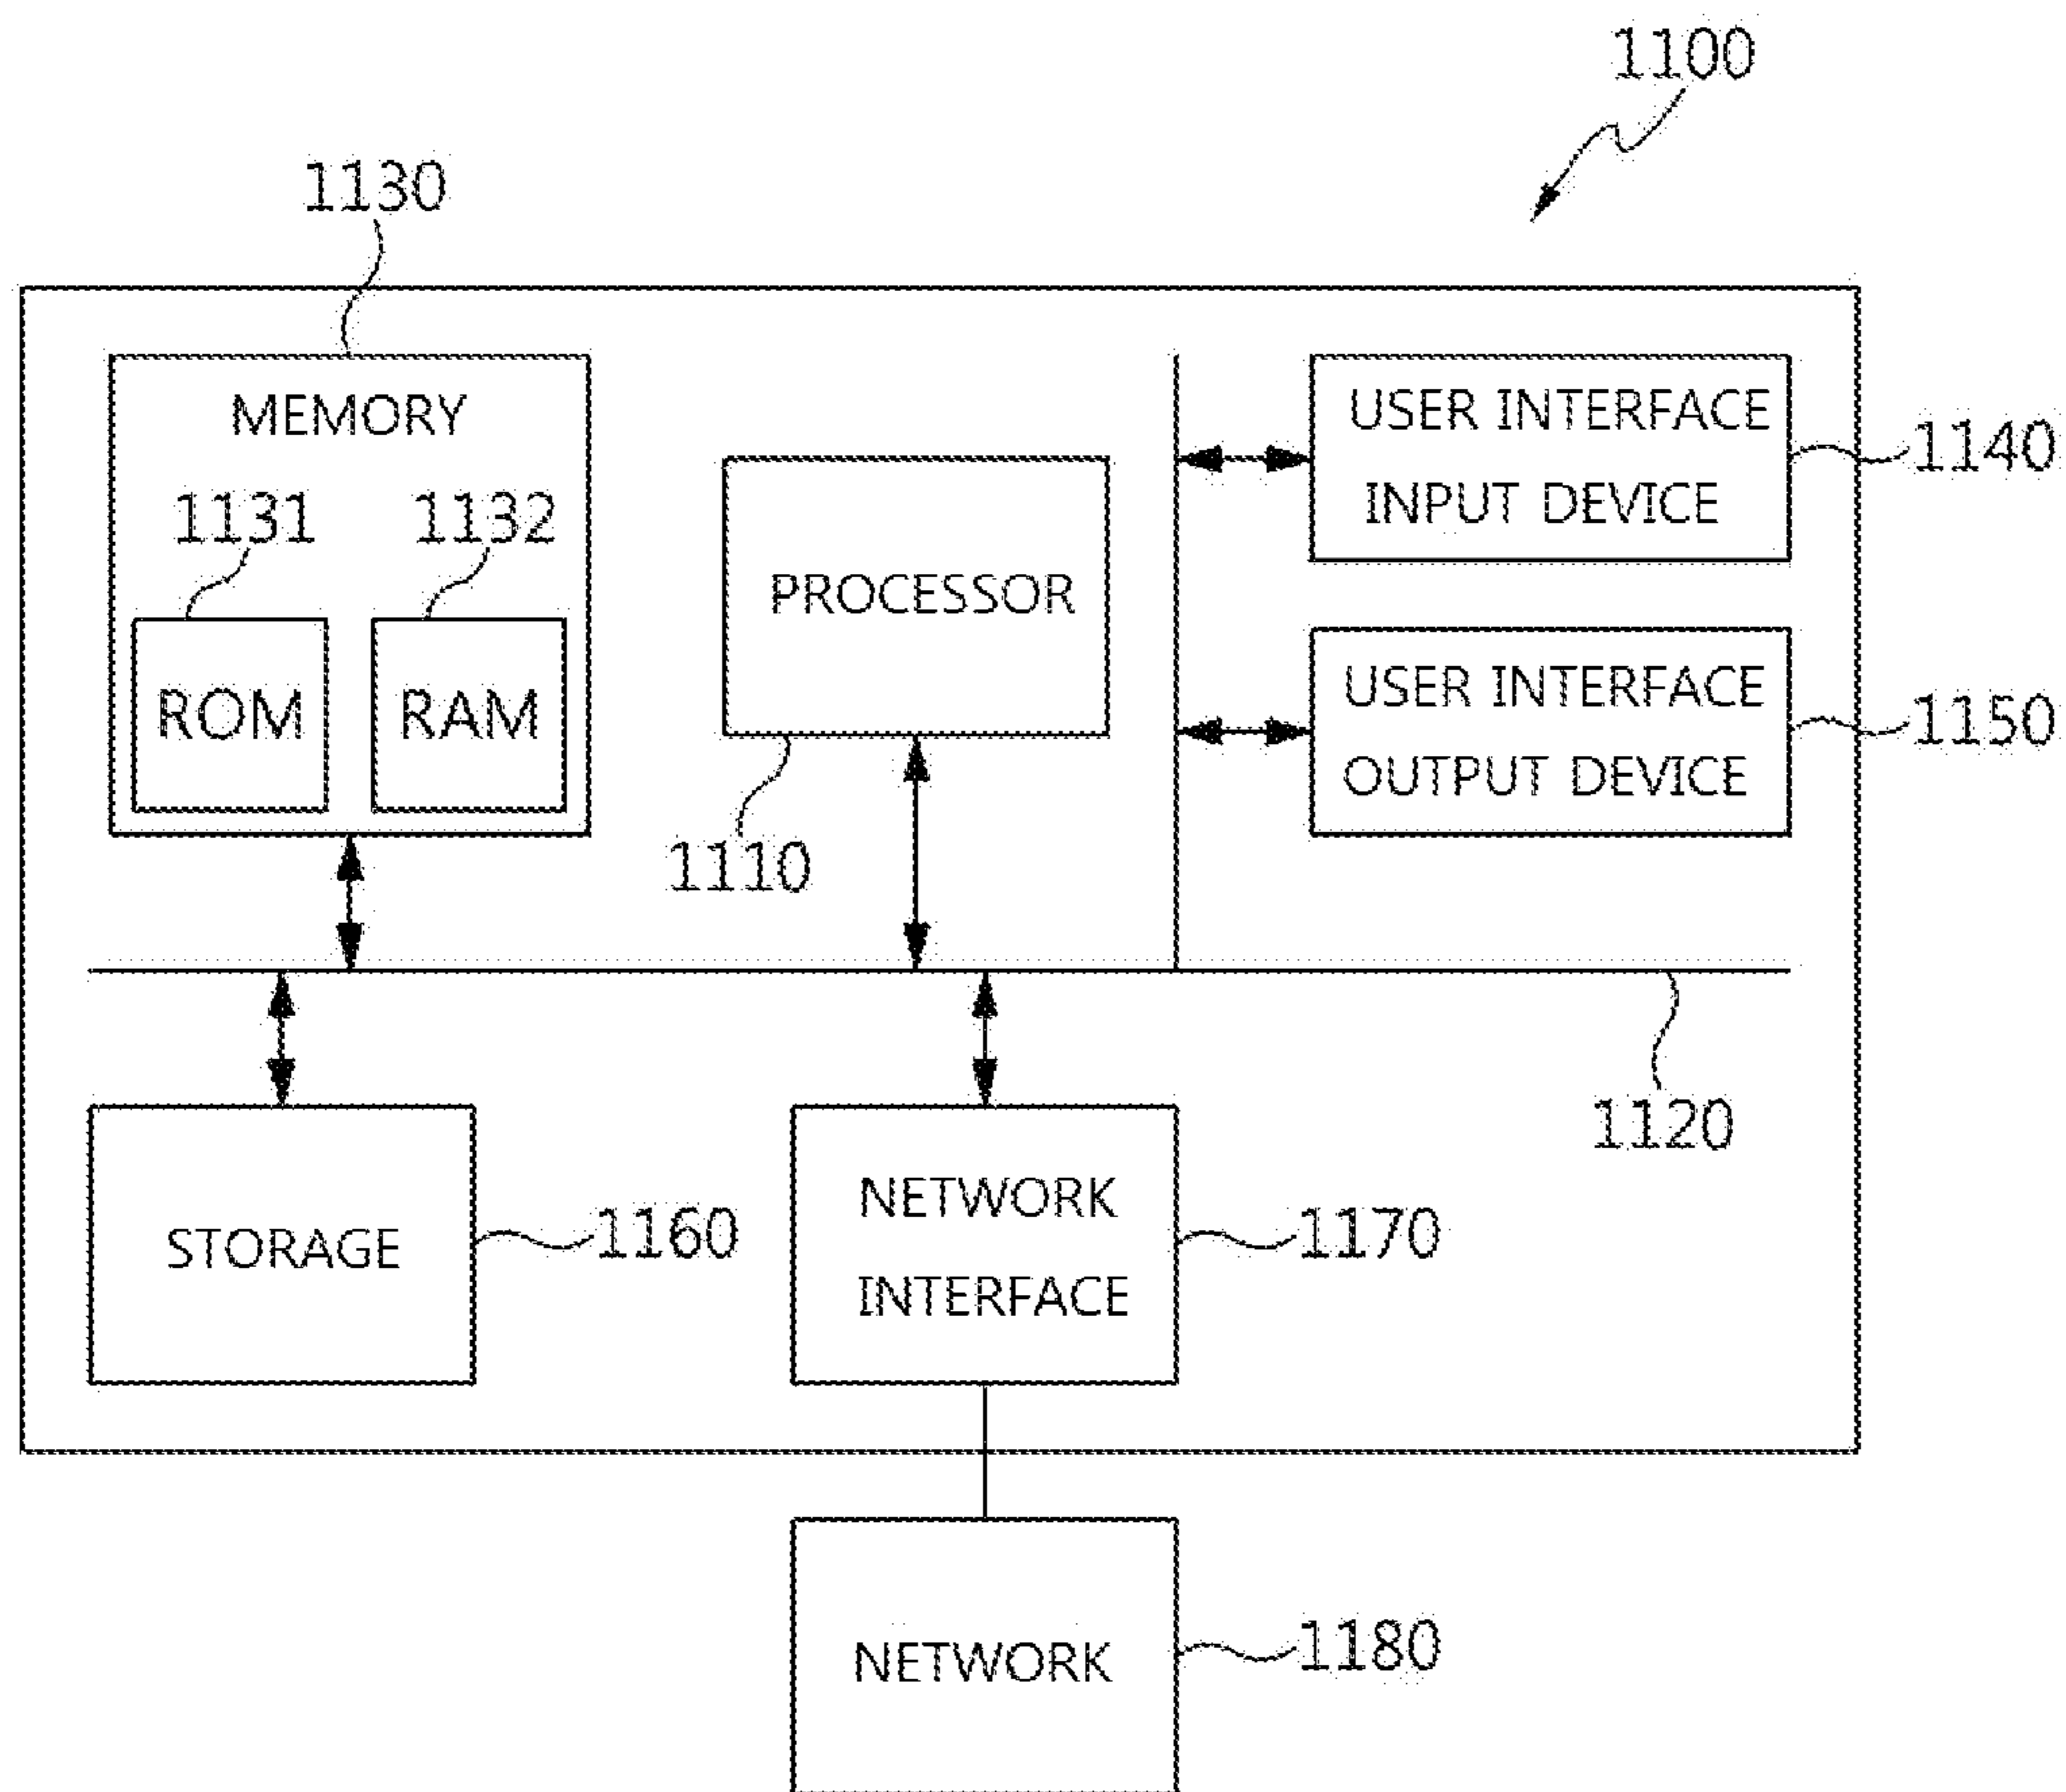 1100
1130
MEMORY
1131
1132
ROM
RAM
PROCESSOR
1110
USER INTERFACE
INPUT DEVICE
1140
USER INTERFACE
OUTPUT DEVICE
1150
1120
STORAGE
1160
NETWORK
INTERFACE
1170
NETWORK
1180